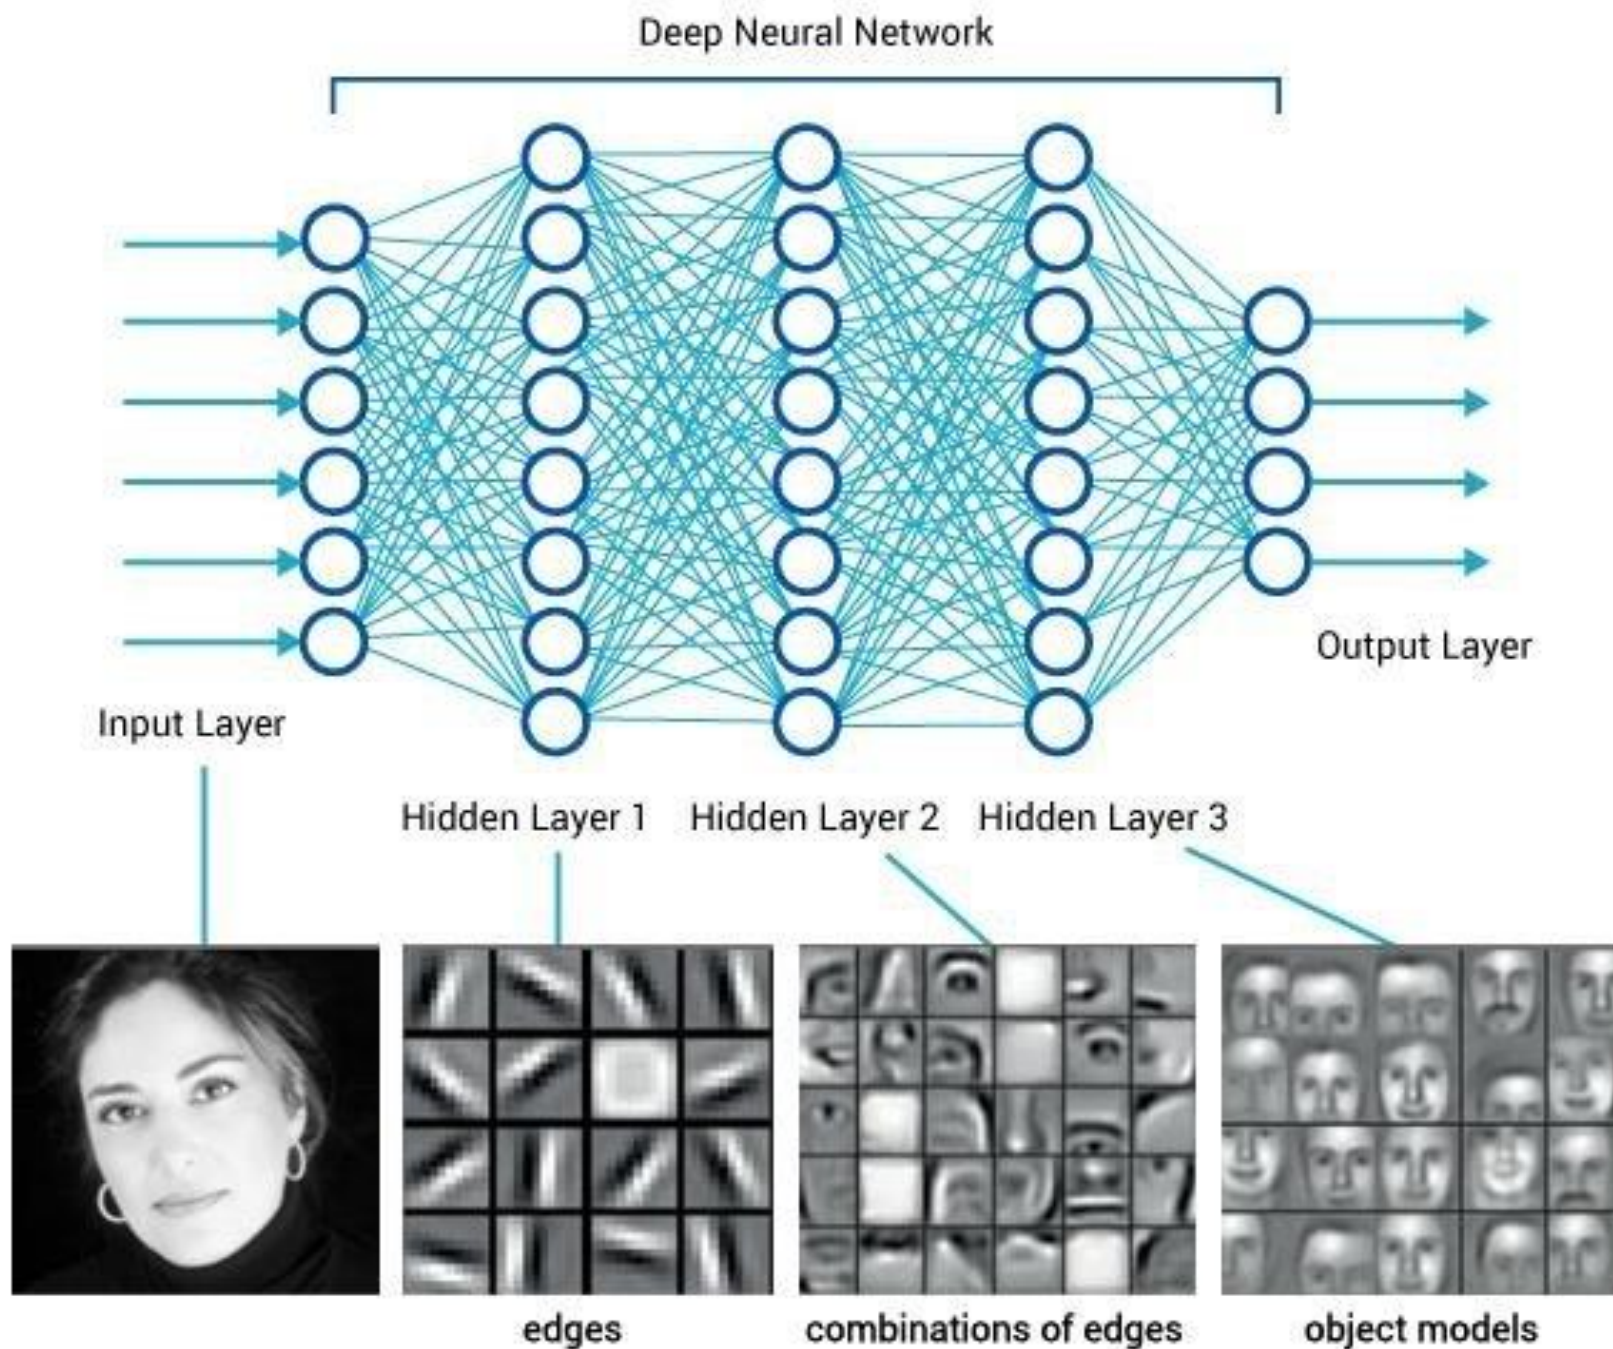 Deep Neural Network
Output Layer
Input Layer
Hidden Layer 1
Hidden Layer 2
Hidden Layer 3
edges
combinations of edges
object models